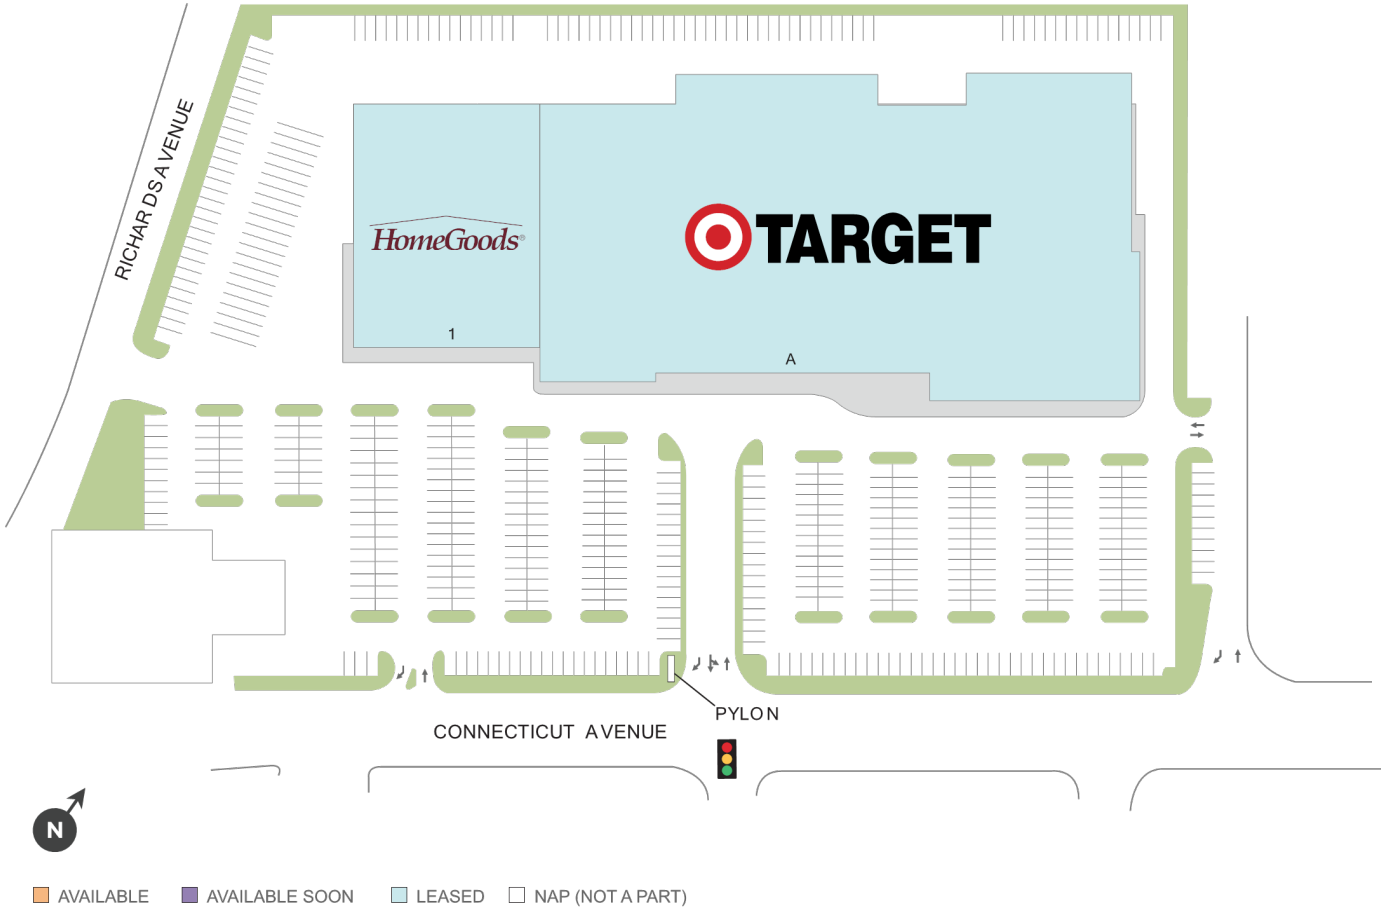 RICHARDS AVENUE
HomeGoods®
TARGET
1
A
PYLON
CONNECTICUT AVENUE
N
AVAILABLE
AVAILABLE SOON
LEASED
NAP (NOT A PART)